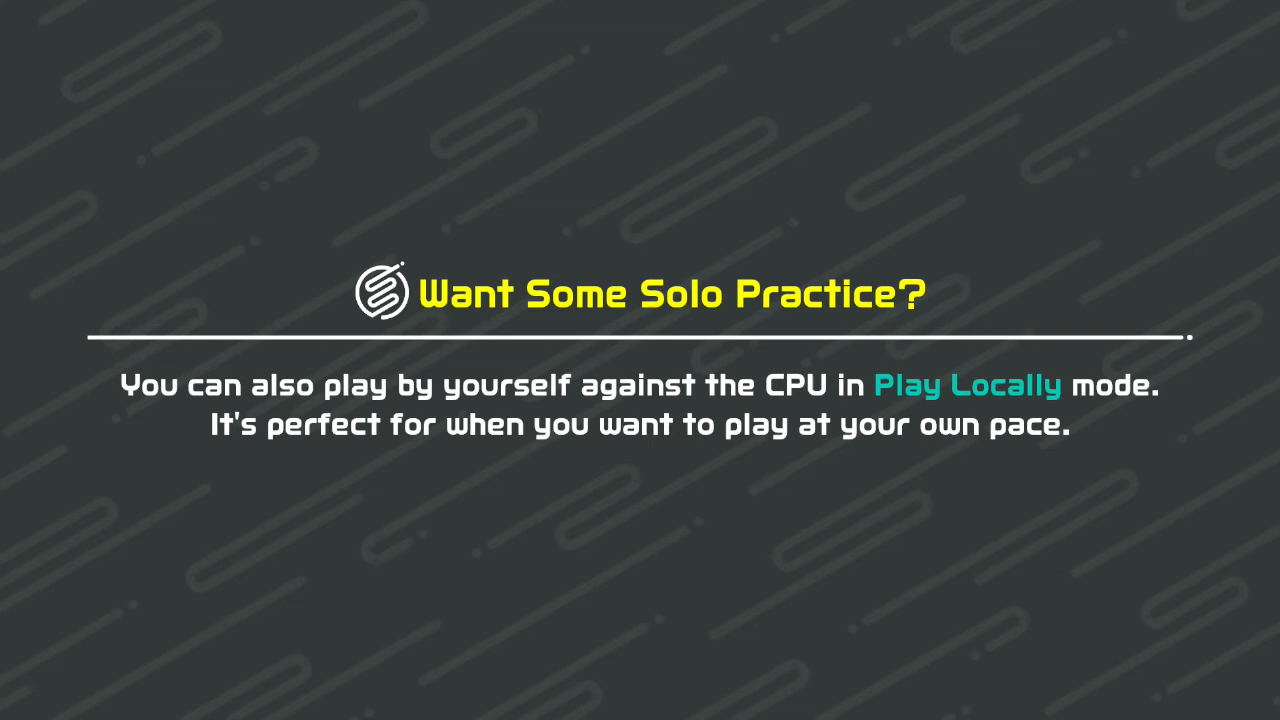 Want Some Solo Practice?
You can also play by yourself against the CPU in Play Locally mode.
It's perfect for when you want to play at your own pace.